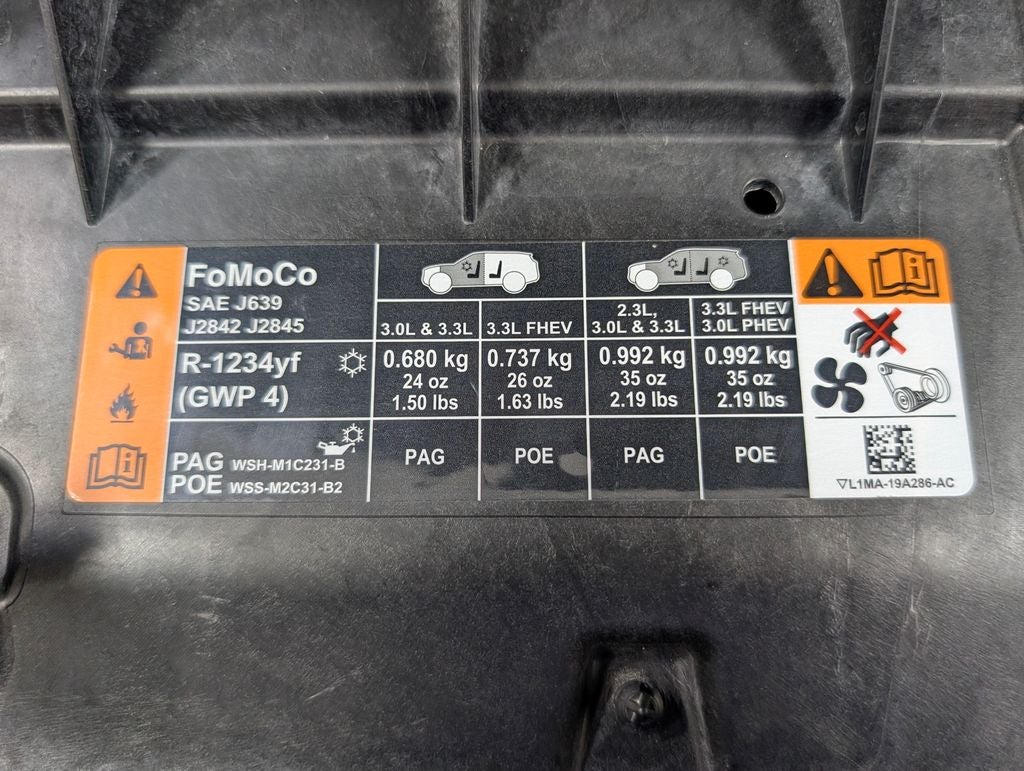 FoMoCo
SAE J639
J2842 J2845
3.0L & 3.3L
3.3L FHEV
2.3L,
3.0L & 3.3L
3.3L FHEV
3.0L PHEV
R-1234yf
(GWP 4)
0.680 kg
24 oz
1.50 lbs
0.737 kg
26 oz
1.63 lbs
0.992 kg
35 oz
2.19 lbs
0.992 kg
35 oz
2.19 lbs
PAG WSH-M1C231-B
POE WSS-M2C31-B2
PAG
POE
PAG
POE
▽L1MA-19A286-AC